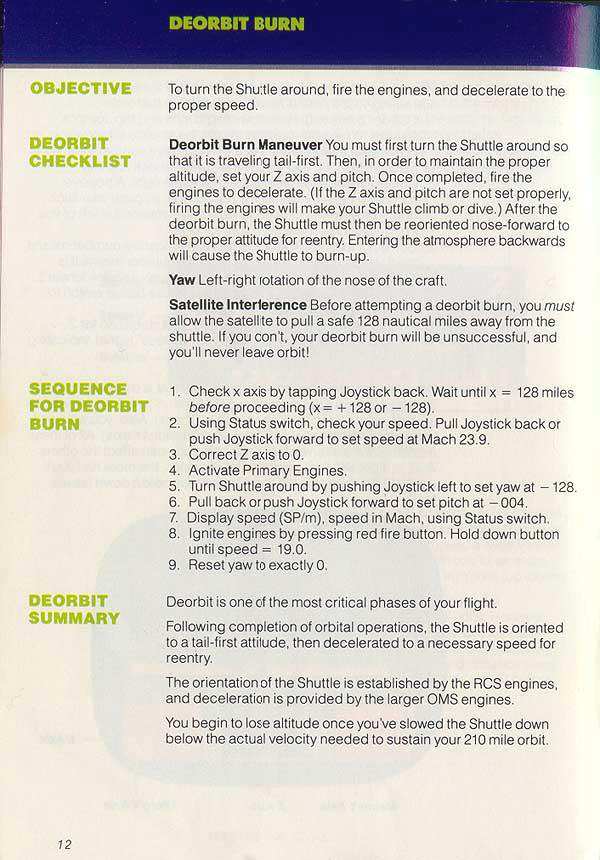 DEORBIT BURN
OBJECTIVE
To turn the Shuttle around, fire the engines, and decelerate to the
proper speed.
DEORBIT
CHECKLIST
Deorbit Burn Maneuver You must first turn the Shuttle around so
that it is traveling tail-first. Then, in order to maintain the proper
altitude, set your Z axis and pitch. Once completed, fire the
engines to decelerate. (If the Z axis and pitch are not set properly,
firing the engines will make your Shuttle climb or dive.) After the
deorbit burn, the Shuttle must then be reoriented nose-forward to
the proper attitude for reentry. Entering the atmosphere backwards
will cause the Shuttle to burn-up.
Yaw Left-right rotation of the nose of the craft.
Satellite Interference Before attempting a deorbit burn, you must
allow the satellite to pull a safe 128 nautical miles away from the
shuttle. If you con't, your deorbit burn will be unsuccessful, and
you'll never leave orbit!
SEQUENCE
FOR DEORBIT
BURN
1. Check x axis by tapping Joystick back. Wait until x = 128 miles
before proceeding (x= + 128 or − 128).
2. Using Status switch, check your speed. Pull Joystick back or
push Joystick forward to set speed at Mach 23.9.
3. Correct Z axis to 0.
4. Activate Primary Engines.
5. Turn Shuttle around by pushing Joystick left to set yaw at − 128.
6. Pull back or push Joystick forward to set pitch at − 004.
7. Display speed (SP/m), speed in Mach, using Status switch.
8. Ignite engines by pressing red fire button. Hold down button
until speed = 19.0.
9. Reset yaw to exactly 0.
DEORBIT
SUMMARY
Deorbit is one of the most critical phases of your flight.
Following completion of orbital operations, the Shuttle is oriented
to a tail-first attitude, then decelerated to a necessary speed for
reentry.
The orientation of the Shuttle is established by the RCS engines,
and deceleration is provided by the larger OMS engines.
You begin to lose altitude once you've slowed the Shuttle down
below the actual velocity needed to sustain your 210 mile orbit.
12